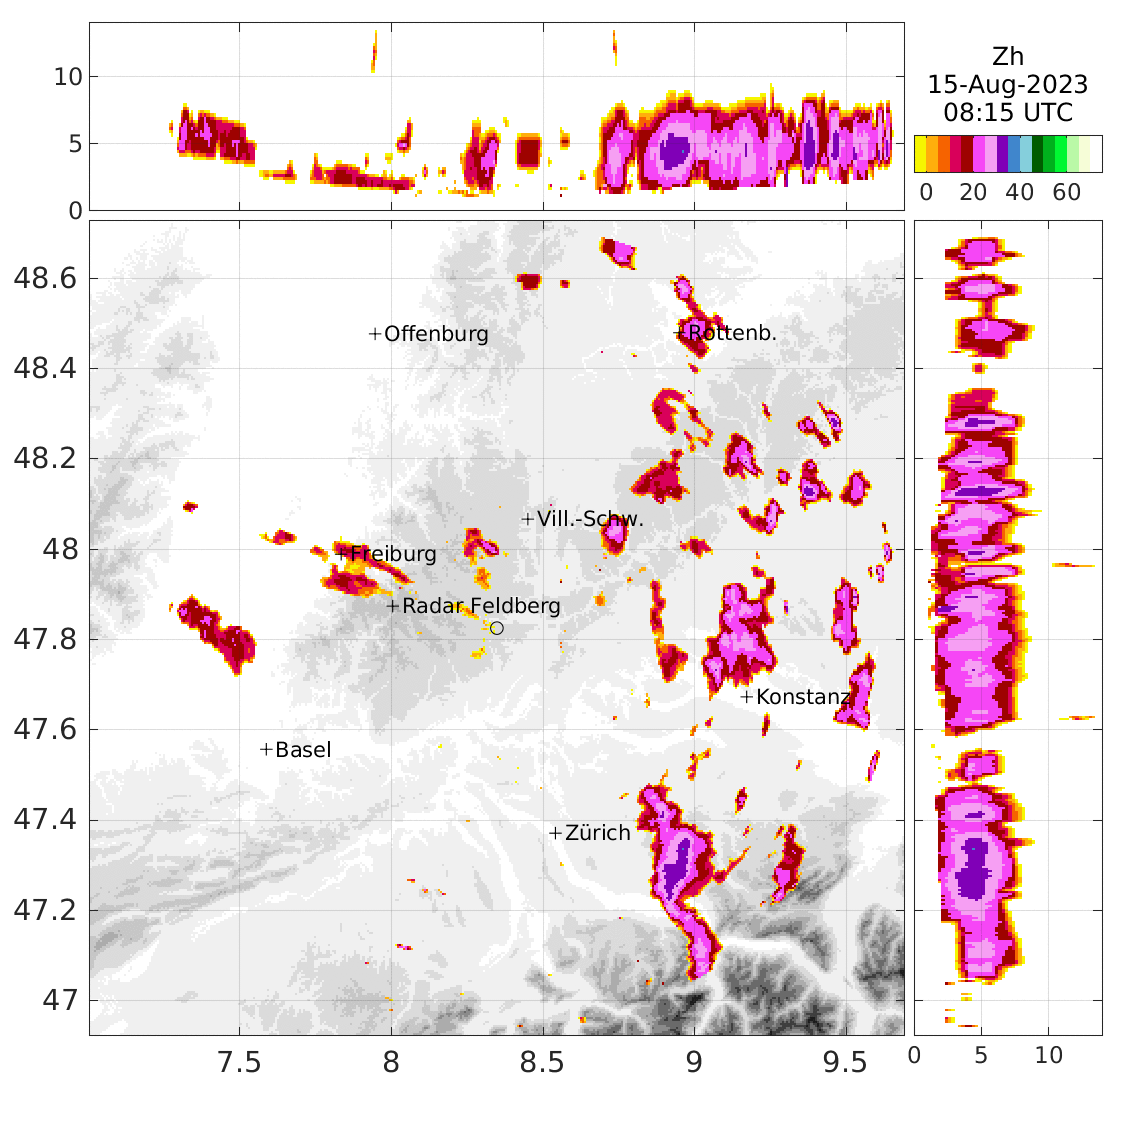 10
5
0
Zh
15-Aug-2023
08:15 UTC
0 20 40 60
48.6
48.4
48.2
48
47.8
47.6
47.4
47.2
47
+Offenburg
+Rottenb.
+Vill.-Schw.
+Freiburg
+Radar Feldberg
+Konstanz
+Basel
+Zürich
7.5 8 8.5 9 9.5
0 5 10